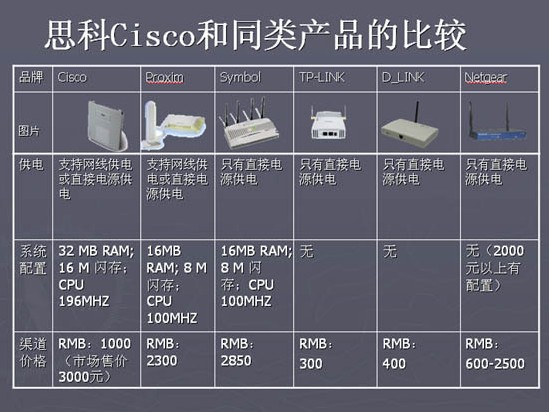 思科Cisco和同类产品的比较
品牌 Cisco Proxim Symbol TP-LINK D_LINK Netgear
图片
供电 支持网线供电或直接电源供电 支持网线供电或直接电源供电 只有直接电源供电 只有直接电源供电 只有直接电源供电 只有直接电源供电
系统配置 32 MB RAM; 16 M 闪存; CPU 196MHZ 16MB RAM; 8 M 闪存; CPU 100MHZ 16MB RAM; 8 M 闪存; CPU 100MHZ 无 无 无（2000元以上有配置）
渠道价格 RMB: 1000（市场售价3000元） RMB: 2300 RMB: 2850 RMB: 300 RMB: 400 RMB: 600-2500